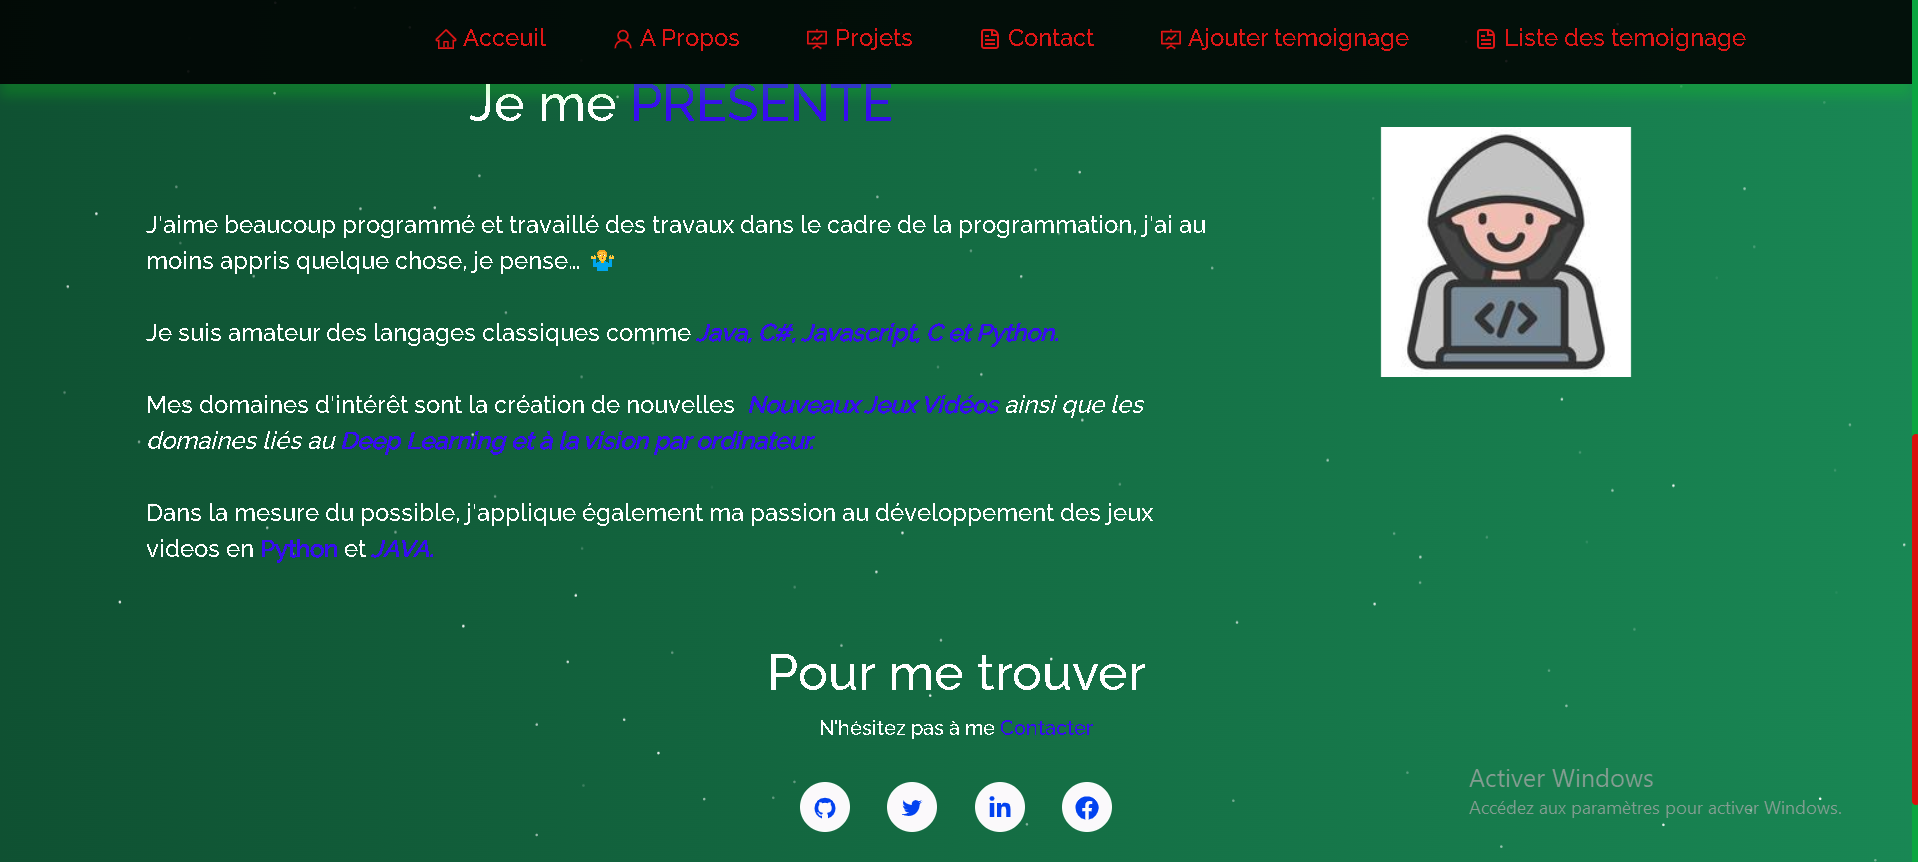 Acceuil A Propos Projets Contact Ajouter temoignage Liste des temoignage
Je me PRESENTE
J'aime beaucoup programmé et travaillé des travaux dans le cadre de la programmation, j'ai au
moins appris quelque chose, je pense... 🤷‍♂️
Je suis amateur des langages classiques comme Java, C#, Javascript, C et Python.
Mes domaines d'intérêt sont la création de nouvelles Nouveaux Jeux Vidéos ainsi que les
domaines liés au Deep Learning et à la vision par ordinateur.
Dans la mesure du possible, j'applique également ma passion au développement des jeux
videos en Python et JAVA.
Pour me trouver
N'hésitez pas à me Contacter
in
Activer Windows
Accédez aux paramètres pour activer Windows.